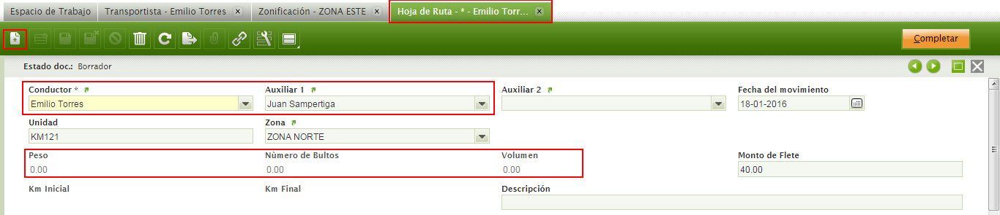 Espacio de Trabajo Transportista - Emilio Torres x Zonificación - ZONA ESTE x Hoja de Ruta - * - Emilio Torr... x
Completar
Estado doc.: Borrador
Conductor * Auxiliar 1 Auxiliar 2 Fecha del movimiento
Emilio Torres Juan Sampertiga 18-01-2016
Unidad Zona
KM121 ZONA NORTE
Peso Nùmero de Bultos Volumen Monto de Flete
0.00 0.00 0.00 40.00
Km Inicial Km Final Descripción